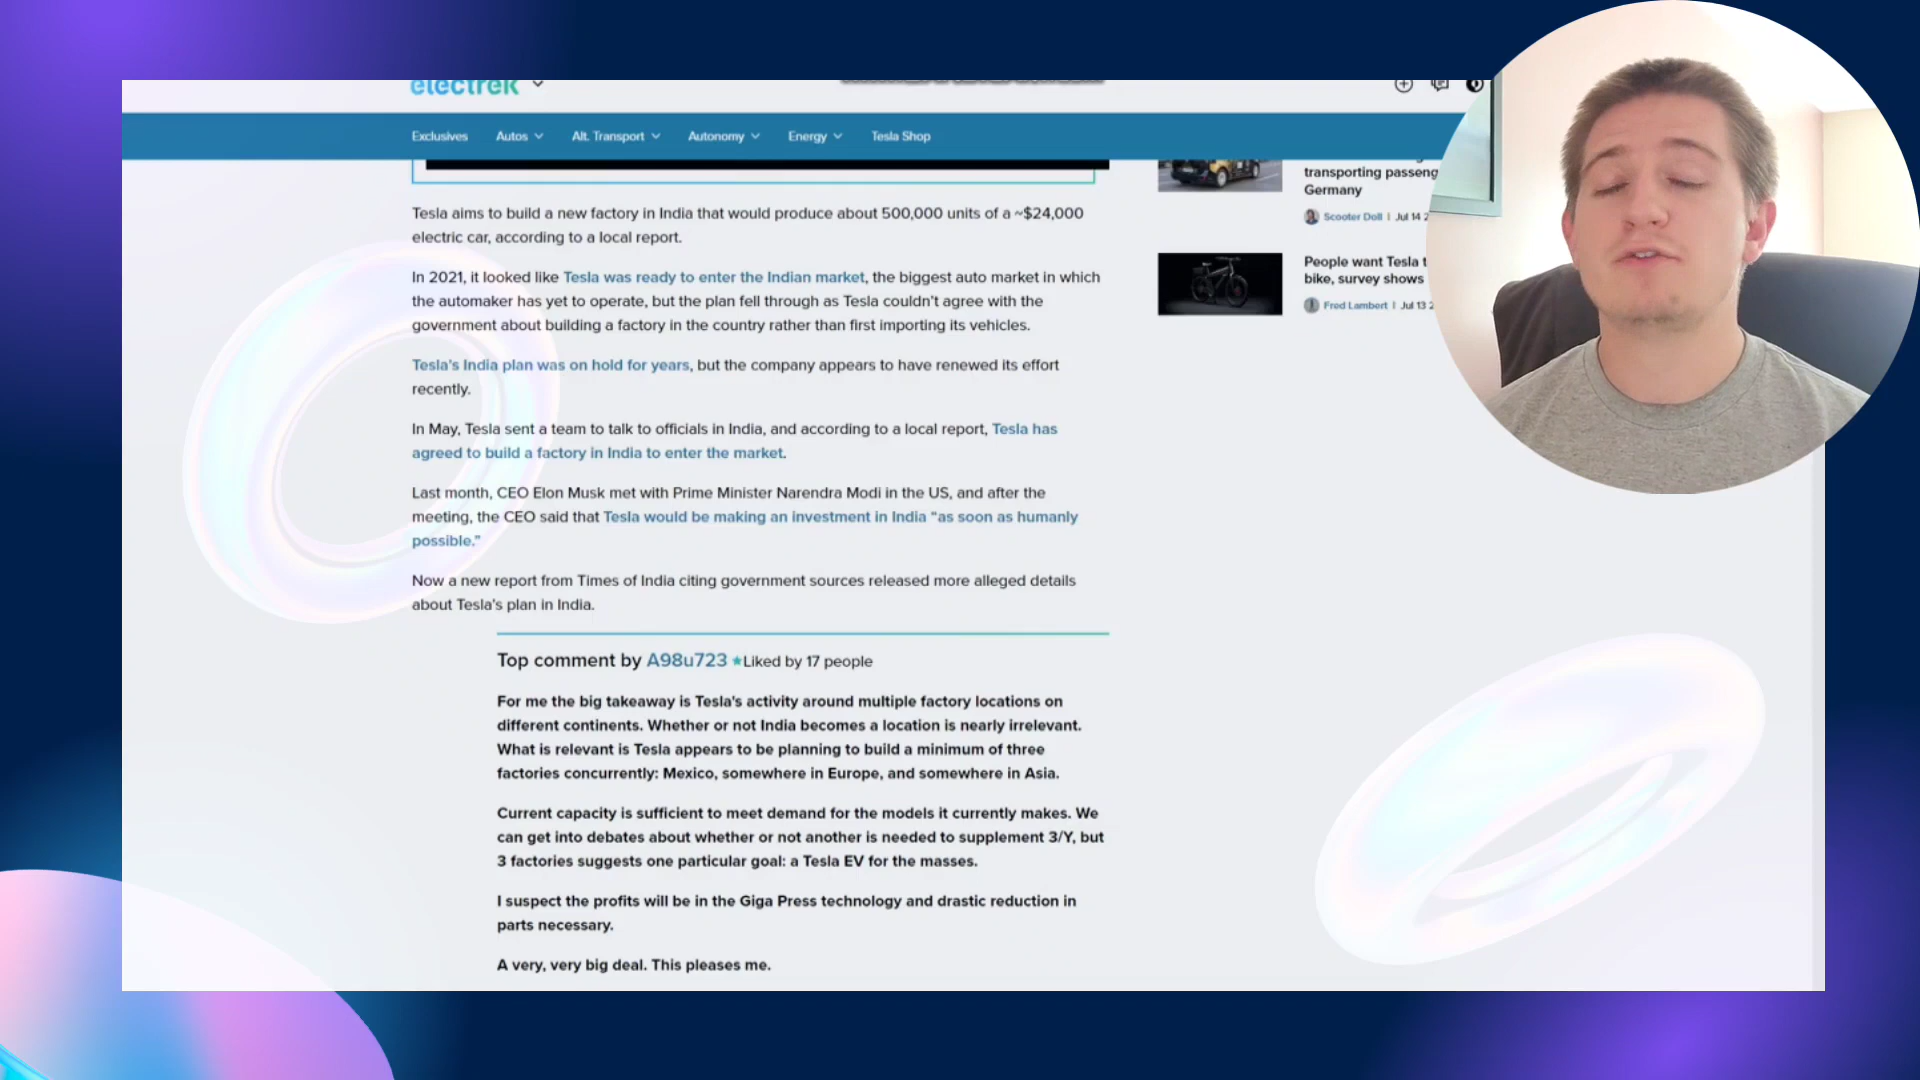 electrek
Exclusives Autos Alt. Transport Autonomy Energy Tesla Shop
Tesla aims to build a new factory in India that would produce about 500,000 units of a ~$24,000
electric car, according to a local report.
In 2021, it looked like Tesla was ready to enter the Indian market, the biggest auto market in which
the automaker has yet to operate, but the plan fell through as Tesla couldn't agree with the
government about building a factory in the country rather than first importing its vehicles.
Tesla's India plan was on hold for years, but the company appears to have renewed its effort
recently.
In May, Tesla sent a team to talk to officials in India, and according to a local report, Tesla has
agreed to build a factory in India to enter the market.
Last month, CEO Elon Musk met with Prime Minister Narendra Modi in the US, and after the
meeting, the CEO said that Tesla would be making an investment in India “as soon as humanly
possible.”
Now a new report from Times of India citing government sources released more alleged details
about Tesla's plan in India.
Top comment by A98u723 Liked by 17 people
For me the big takeaway is Tesla's activity around multiple factory locations on
different continents. Whether or not India becomes a location is nearly irrelevant.
What is relevant is Tesla appears to be planning to build a minimum of three
factories concurrently: Mexico, somewhere in Europe, and somewhere in Asia.
Current capacity is sufficient to meet demand for the models it currently makes. We
can get into debates about whether or not another is needed to supplement 3/Y, but
3 factories suggests one particular goal: a Tesla EV for the masses.
I suspect the profits will be in the Giga Press technology and drastic reduction in
parts necessary.
A very, very big deal. This pleases me.
transporting passeng
Germany
Scooter Doll | Jul 14 2
People want Tesla t
bike, survey shows
Fred Lambert | Jul 13 2